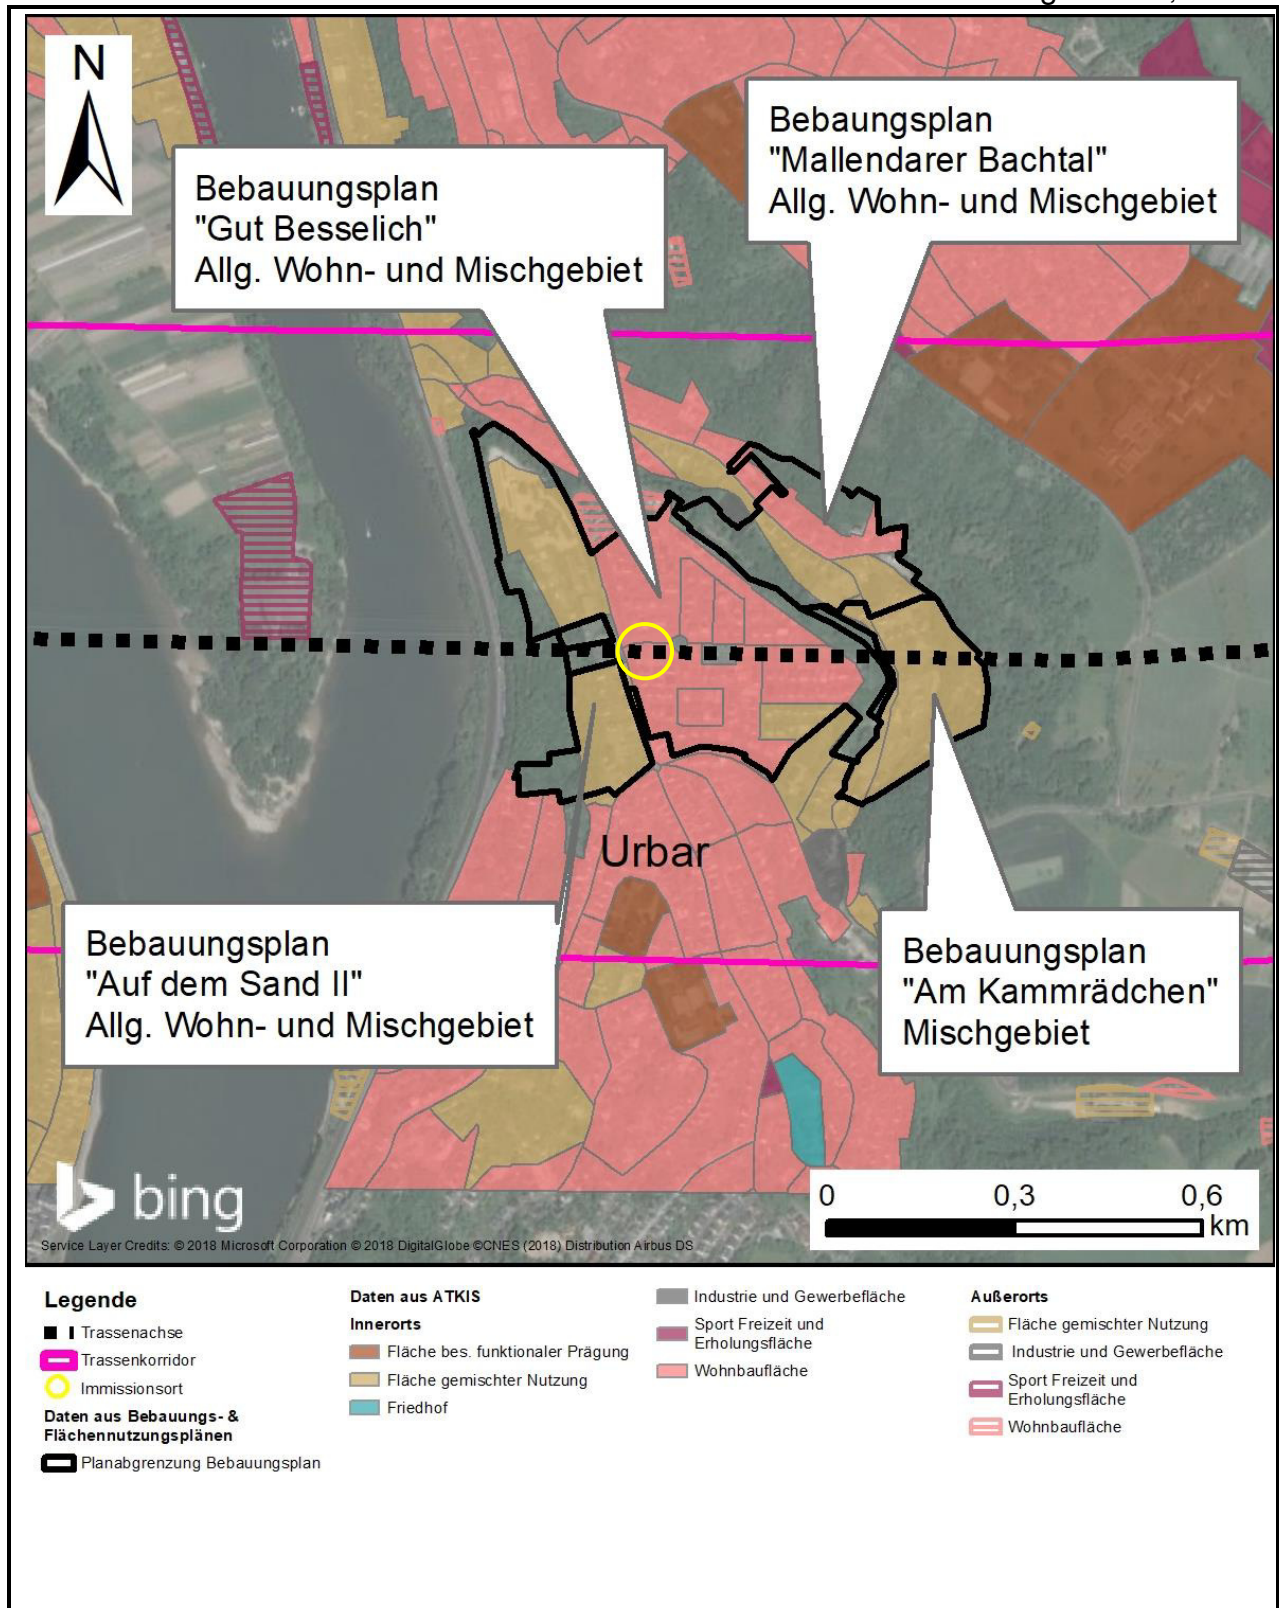 N
Bebauungsplan
"Gut Besselich"
Allg. Wohn- und Mischgebiet
Bebaungsplan
"Mallendarer Bachtal"
Allg. Wohn- und Mischgebiet
Urbar
Bebauungsplan
"Auf dem Sand II"
Allg. Wohn- und Mischgebiet
Bebauungsplan
"Am Kammrädchen"
Mischgebiet
bing
0 0,3 0,6
km
Service Layer Credits: © 2018 Microsoft Corporation © 2018 DigitalGlobe ©CNES (2018) Distribution Airbus DS
Legende
Trassenachse
Trassenkorridor
Immissionsort
Daten aus Bebauungs- &
Flächennutzungsplänen
Planabgrenzung Bebauungsplan
Daten aus ATKIS
Innerorts
Fläche bes. funktionaler Prägung
Fläche gemischter Nutzung
Friedhof
Industrie und Gewerbefläche
Sport Freizeit und
Erholungsfläche
Wohnbaufläche
Außerorts
Fläche gemischter Nutzung
Industrie und Gewerbefläche
Sport Freizeit und
Erholungsfläche
Wohnbaufläche